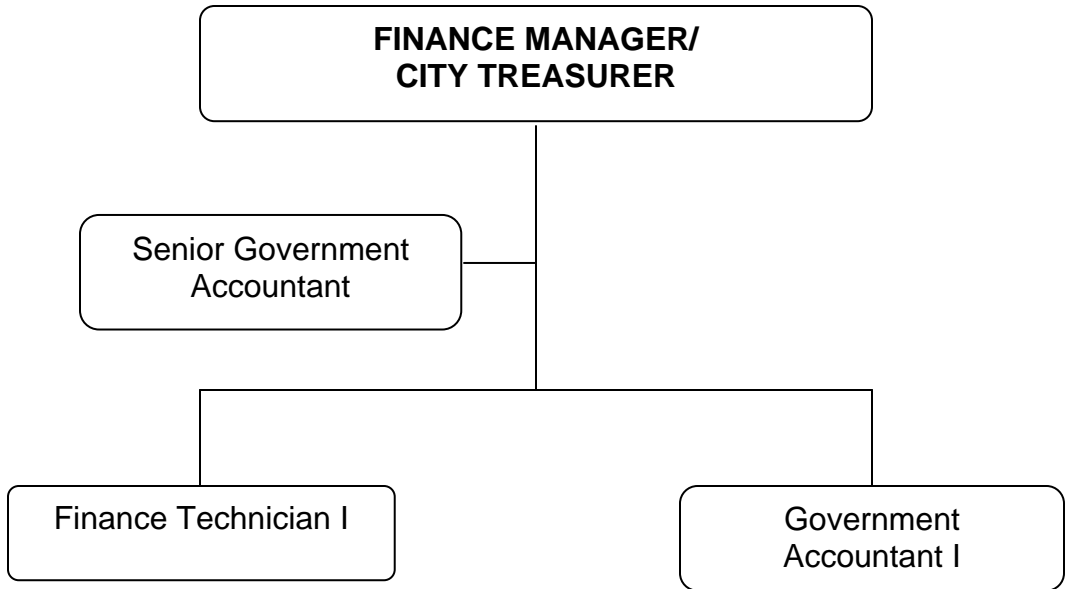 FINANCE MANAGER/
CITY TREASURER
Senior Government
Accountant
Finance Technician I
Government
Accountant I